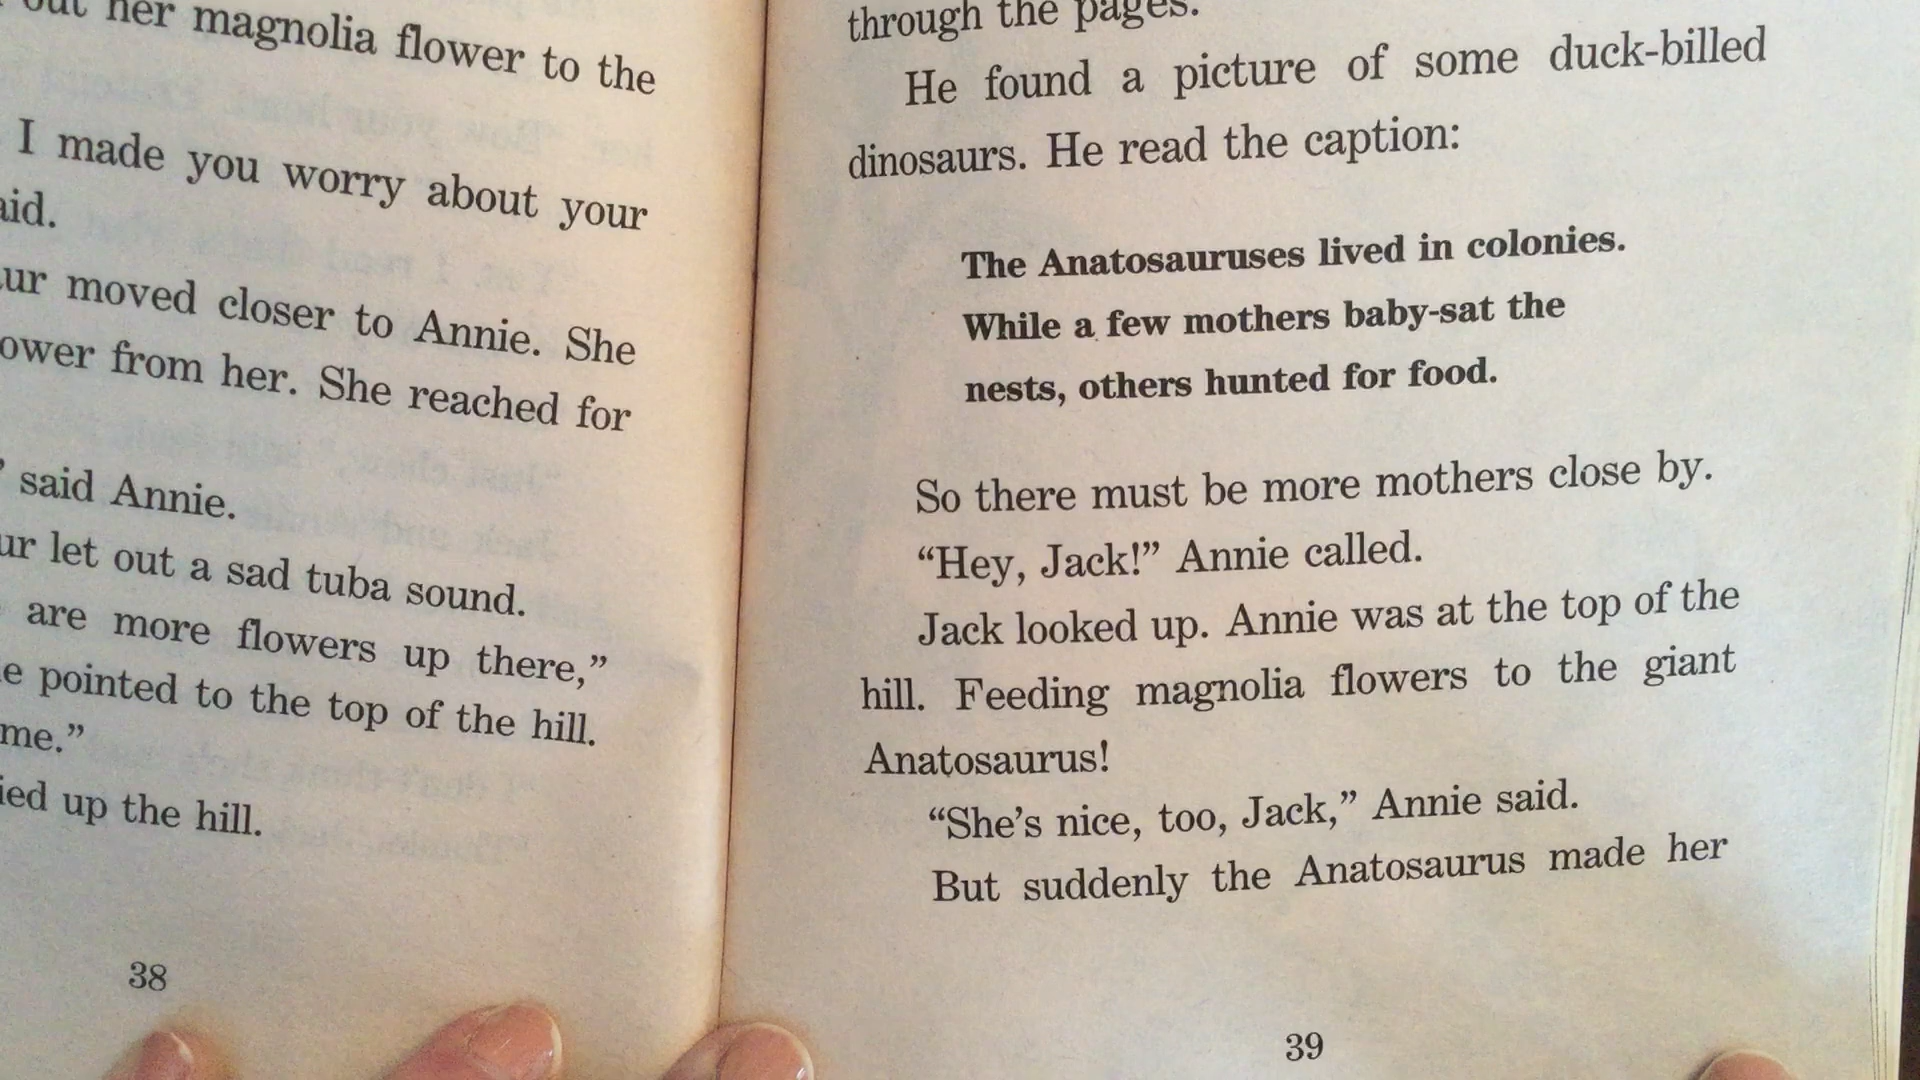 her magnolia flower to the
I made you worry about your
moved closer to Annie. She
from her. She reached for
said Annie.
let out a sad tuba sound.
are more flowers up there,”
pointed to the top of the hill.
me.”
up the hill.
38
through the pages.
He found a picture of some duck-billed
dinosaurs. He read the caption:
The Anatosauruses lived in colonies.
While a few mothers baby-sat the
nests, others hunted for food.
So there must be more mothers close by.
“Hey, Jack!” Annie called.
Jack looked up. Annie was at the top of the
hill. Feeding magnolia flowers to the giant
Anatosaurus!
“She’s nice, too, Jack,” Annie said.
But suddenly the Anatosaurus made her
39